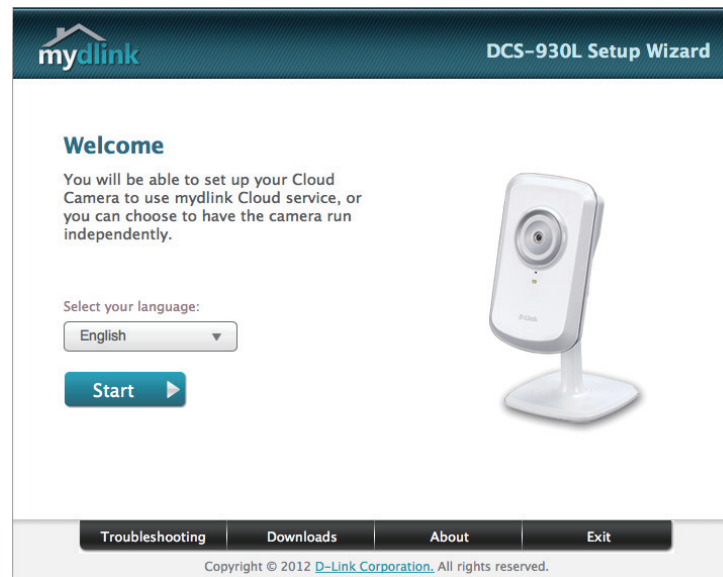 mydlink
DCS-930L Setup Wizard
Welcome
You will be able to set up your Cloud
Camera to use mydlink Cloud service, or
you can choose to have the camera run
independently.
Select your language:
English
Start
D-Link
Troubleshooting Downloads About Exit
Copyright © 2012 D-Link Corporation. All rights reserved.